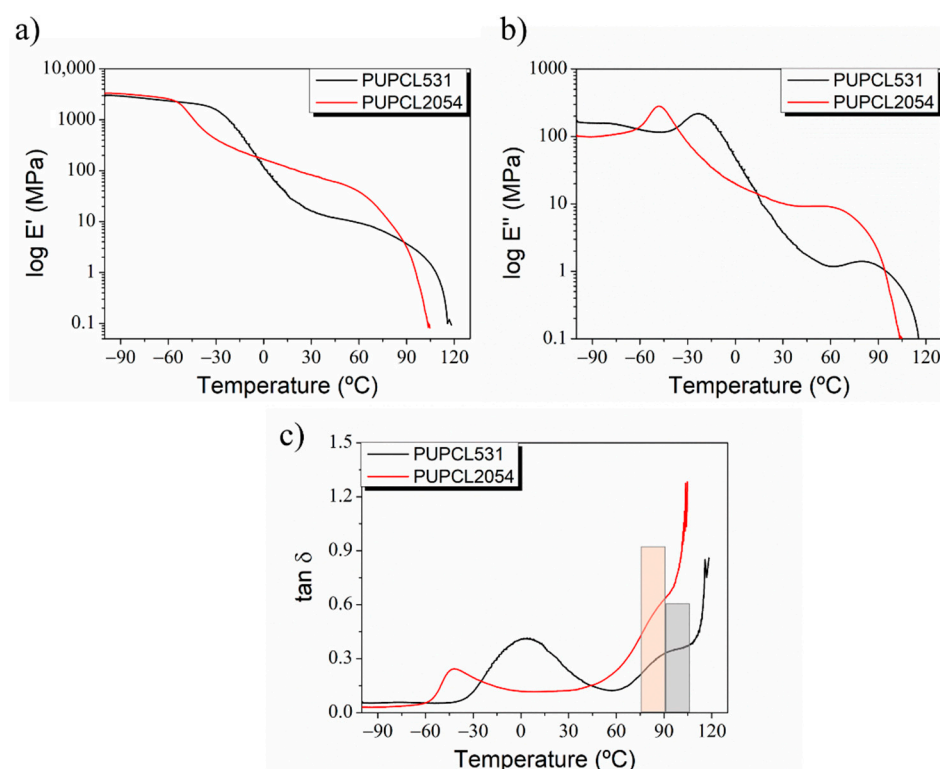 a)
10,000
1000
100
10
1
0.1
log E' (MPa)
PUPCL531
PUPCL2054
−90 −60 −30 0 30 60 90 120
Temperature (ºC)
b)
1000
100
10
1
0.1
log E" (MPa)
PUPCL531
PUPCL2054
−90 −60 −30 0 30 60 90 120
Temperature (ºC)
c)
1.5
1.2
0.9
0.6
0.3
0.0
tan δ
PUPCL531
PUPCL2054
−90 −60 −30 0 30 60 90 120
Temperature (ºC)